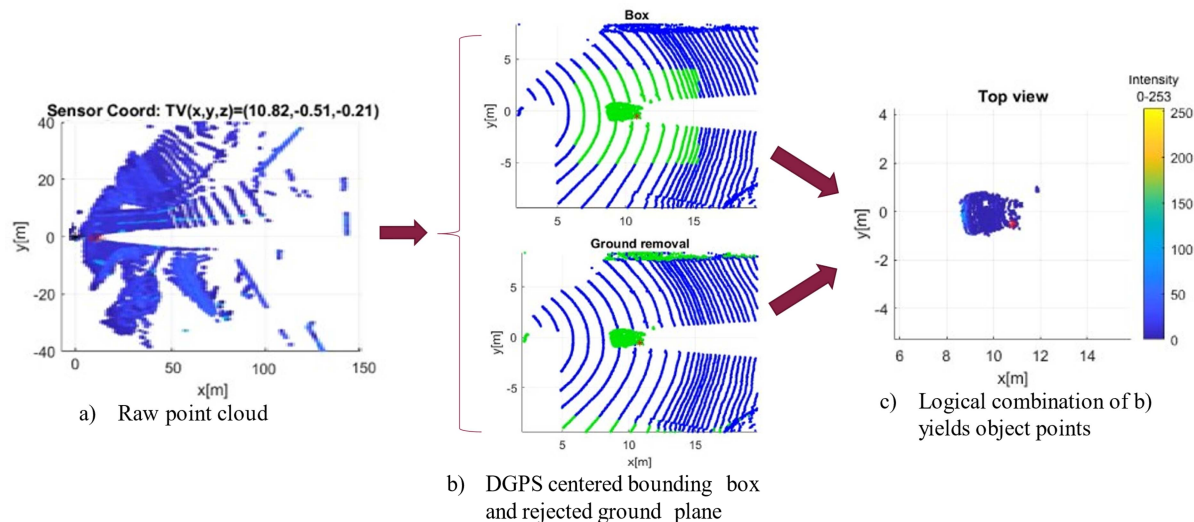 Sensor Coord: TV(x,y,z)=(10.82,-0.51,-0.21)
40
20
0
-20
-40
y[m]
0
50
100
150
x[m]
a) Raw point cloud
Box
5
0
-5
y[m]
5
10
15
x[m]
Ground removal
5
0
-5
y[m]
5
10
15
x[m]
b) DGPS centered bounding box
and rejected ground plane
Top view
4
2
0
-2
-4
y[m]
6
8
10
12
14
x[m]
Intensity
0-253
250
200
150
100
50
0
c) Logical combination of b)
yields object points